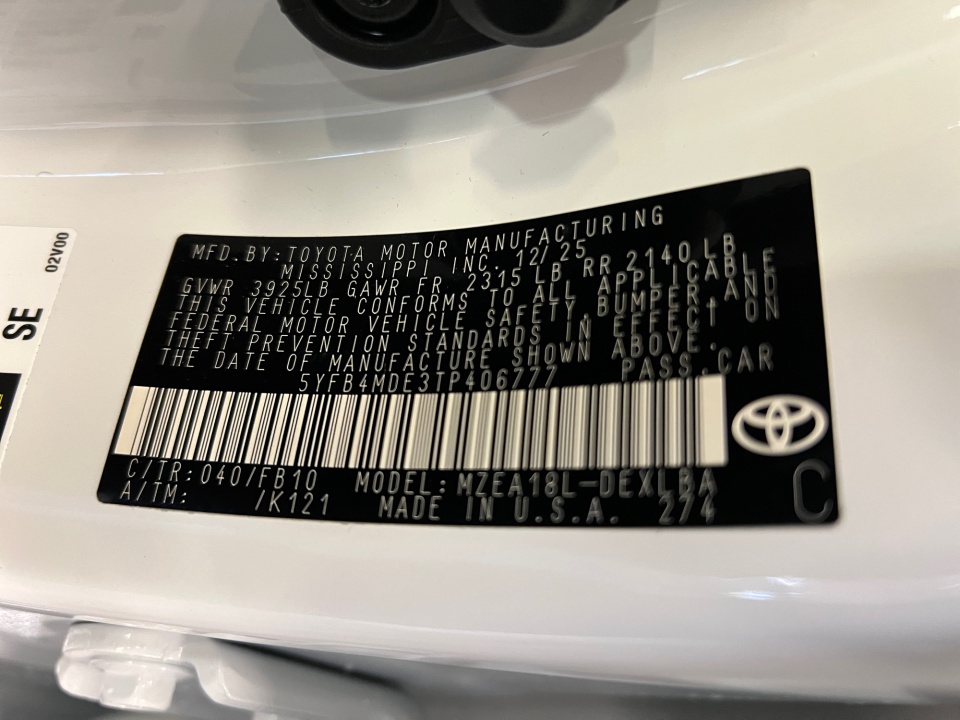 02V00
SE
MFD.BY:TOYOTA MOTOR MANUFACTURING
MISSISSIPPI INC. 12/25
GVWR 3925LB GAWR FR 2315 LB RR 2140 LB
THIS VEHICLE CONFORMS TO ALL APPLICABLE
FEDERAL MOTOR VEHICLE SAFETY,BUMPER,AND
THEFT PREVENTION STANDARDS IN EFFECT ON
THE DATE OF MANUFACTURE SHOWN ABOVE.
5YFB4MDE3TP406777 PASS.CAR
C/TR:040/FB10 MODEL:MZEA18L-DEXLBA
A/TM: /K121 MADE IN U.S.A. 274
C